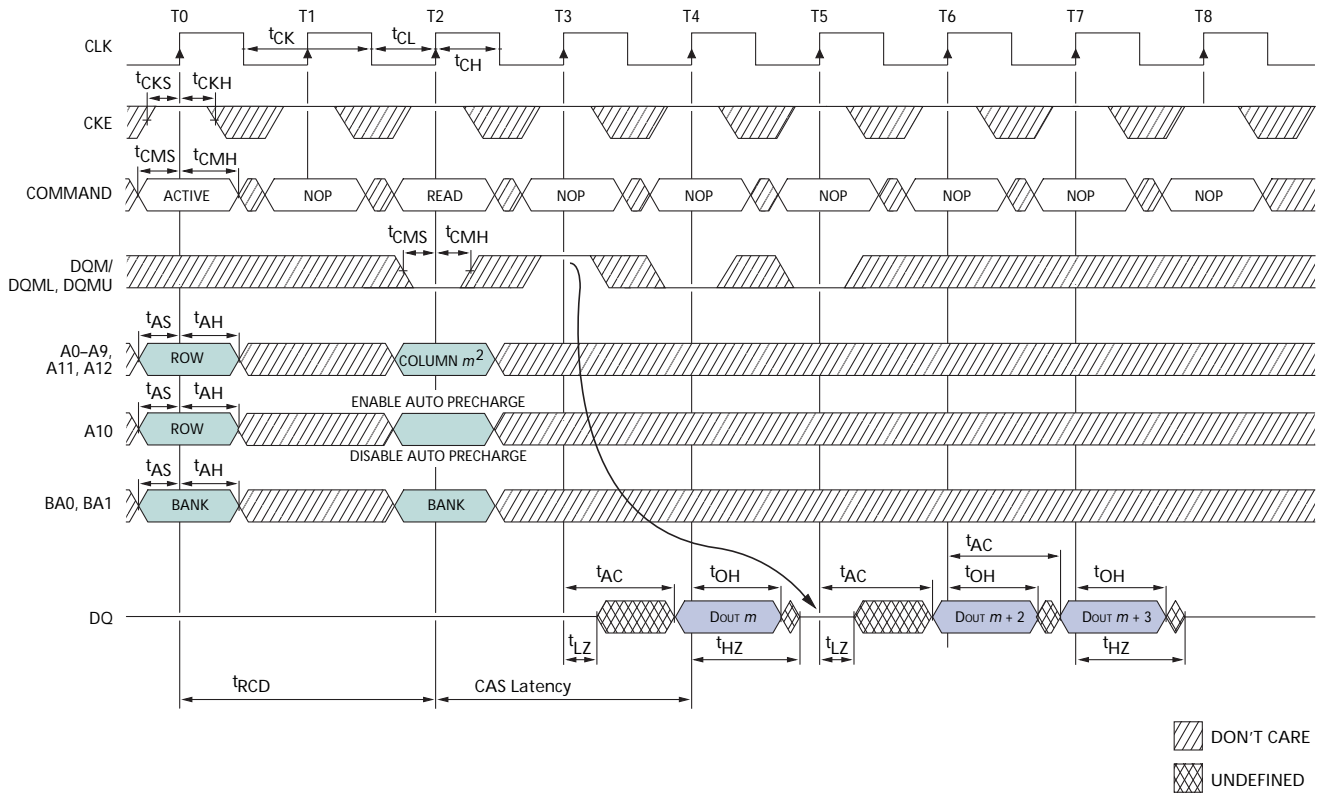 T0 T1 T2 T3 T4 T5 T6 T7 T8
CLK
tCK tCL
tCH
tCKS tCKH
CKE
tCMS tCMH
COMMAND ACTIVE NOP READ NOP NOP NOP NOP NOP NOP
tCMS tCMH
DQM/
DQML, DQMU
tAS tAH
A0–A9,
A11, A12
ROW COLUMN m2
tAS tAH
ENABLE AUTO PRECHARGE
A10 ROW
DISABLE AUTO PRECHARGE
tAS tAH
BA0, BA1 BANK BANK
tAC
tAC tOH tAC tOH tOH
DQ DOUT m DOUT m + 2 DOUT m + 3
tLZ tHZ tLZ tHZ
tRCD CAS Latency
DON'T CARE
UNDEFINED